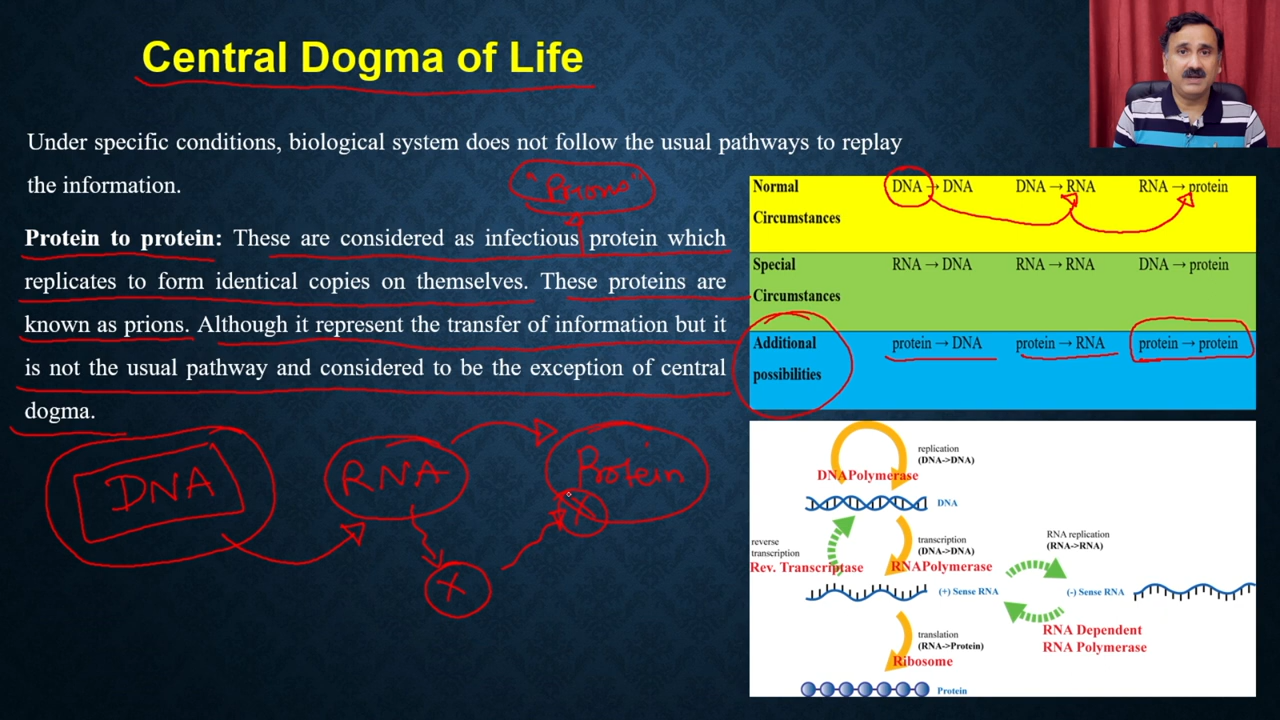 Central Dogma of Life
Under specific conditions, biological system does not follow the usual pathways to replay
the information.
"Prions"
Protein to protein: These are considered as infectious protein which
replicates to form identical copies on themselves. These proteins are
known as prions. Although it represent the transfer of information but it
is not the usual pathway and considered to be the exception of central
dogma.
DNA RNA Protein
X X
Normal Circumstances DNA → DNA DNA → RNA RNA → protein
Special Circumstances RNA → DNA RNA → RNA DNA → protein
Additional possibilities protein → DNA protein → RNA protein → protein
replication
(DNA->DNA)
DNAPolymerase
DNA
reverse
transcription
Rev. Transcriptase
transcription
(DNA->DNA)
RNAPolymerase
RNA replication
(RNA->RNA)
(+) Sense RNA
(-) Sense RNA
RNA Dependent
RNA Polymerase
translation
(RNA->Protein)
Ribosome
Protein